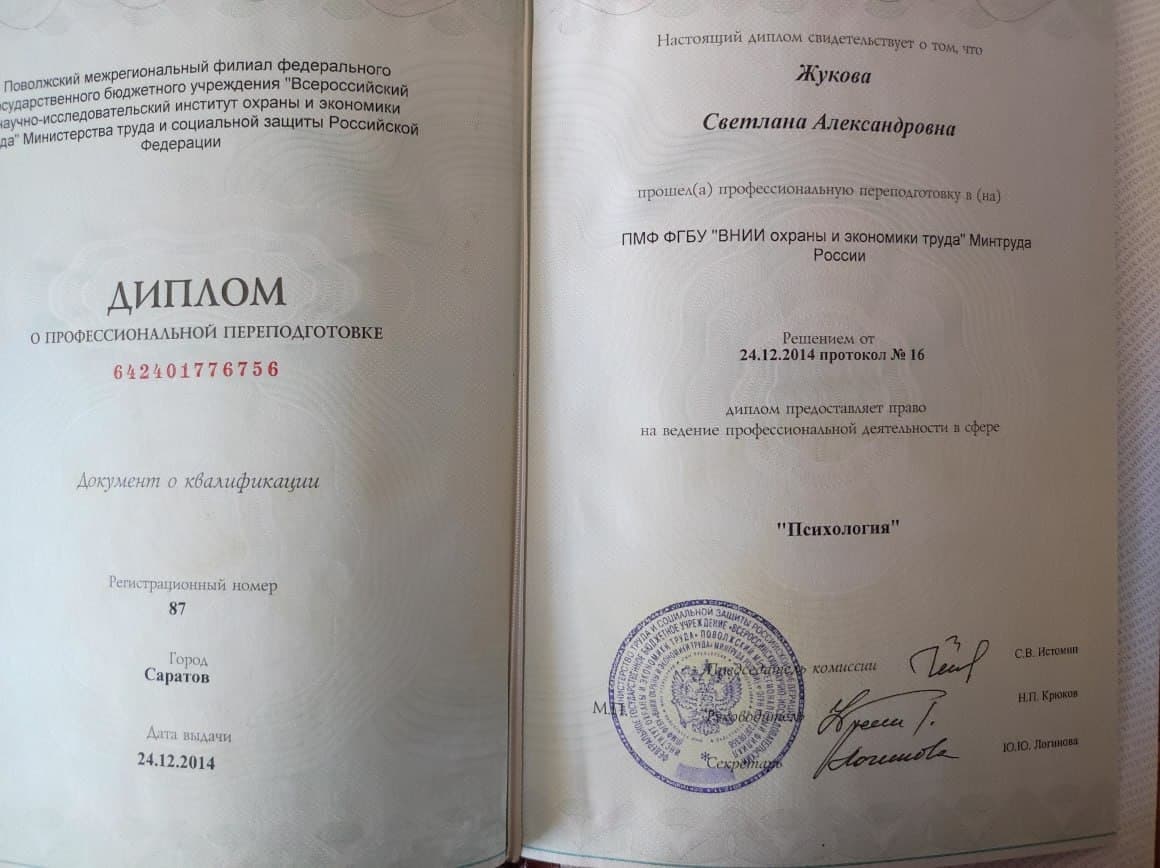 Поволжский межрегиональный филиал федерального
осударственного бюджетного учреждения "Всероссийский
научно-исследовательский институт охраны и экономики
да" Министерства труда и социальной защиты Российской
Федерации
ДИПЛОМ
О ПРОФЕССИОНАЛЬНОЙ ПЕРЕПОДГОТОВКЕ
642401776756
Документ о квалификации
Регистрационный номер
87
Город
Саратов
Дата выдачи
24.12.2014
Настоящий диплом свидетельствует о том, что
Жукова
Светлана Александровна
прошел(а) профессиональную переподготовку в (на)
ПМФ ФГБУ "ВНИИ охраны и экономики труда" Минтруда
России
Решением от
24.12.2014 протокол № 16
диплом предоставляет право
на ведение профессиональной деятельности в сфере
"Психология"
Председатель комиссии
С.В. Истомин
М.П.
Руководитель
Н.П. Крюков
Секретарь
Ю.Ю. Логинова